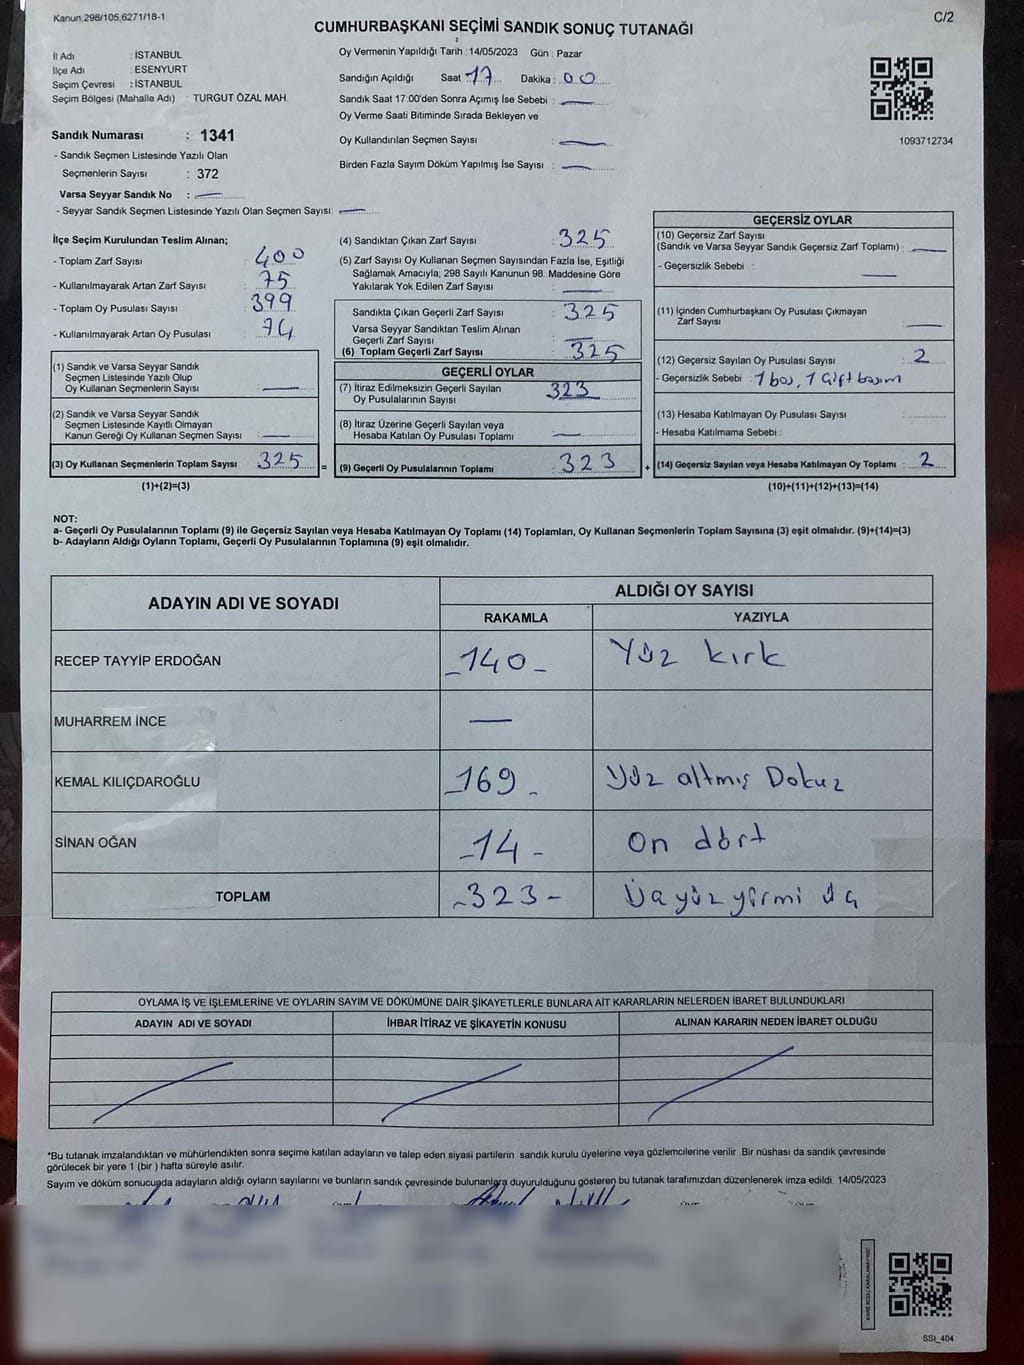 Kanun,298/105,6271/18-1
C/2
CUMHURBAŞKANI SEÇİMİ SANDIK SONUÇ TUTANAĞI
İl Adı : İSTANBUL
İlçe Adı : ESENYURT
Seçim Çevresi : İSTANBUL
Seçim Bölgesi (Mahalle Adı) : TURGUT ÖZAL MAH.
Sandık Numarası : 1341
- Sandık Seçmen Listesinde Yazılı Olan
Seçmenlerin Sayısı : 372
Varsa Seyyar Sandık No :
- Seyyar Sandık Seçmen Listesinde Yazılı Olan Seçmen Sayısı:
Oy Vermenin Yapıldığı Tarih : 14/05/2023 Gün : Pazar
Sandığın Açıldığı Saat : 17 Dakika : 00
Sandık Saat 17:00'den Sonra Açımış İse Sebebi :
Oy Verme Saati Bitiminde Sırada Bekleyen ve
Oy Kullandırılan Seçmen Sayısı :
Birden Fazla Sayım Döküm Yapılmış İse Sayısı :
1093712734
İlçe Seçim Kurulundan Teslim Alınan;
- Toplam Zarf Sayısı : 400
- Kullanılmayarak Artan Zarf Sayısı : 75
- Toplam Oy Pusulası Sayısı : 399
- Kullanılmayarak Artan Oy Pusulası : 74
(1) Sandık ve Varsa Seyyar Sandık
Seçmen Listesinde Yazılı Olup
Oy Kullanan Seçmenlerin Sayısı :
(2) Sandık ve Varsa Seyyar Sandık
Seçmen Listesinde Kayıtlı Olmayan
Kanun Gereği Oy Kullanan Seçmen Sayısı :
(3) Oy Kullanan Seçmenlerin Toplam Sayısı : 325 =
(1)+(2)=(3)
(4) Sandıktan Çıkan Zarf Sayısı : 325
(5) Zarf Sayısı Oy Kullanan Seçmen Sayısından Fazla İse, Eşitliği
Sağlamak Amacıyla; 298 Sayılı Kanunun 98. Maddesine Göre
Yakılarak Yok Edilen Zarf Sayısı :
Sandıkta Çıkan Geçerli Zarf Sayısı : 325
Varsa Seyyar Sandıktan Teslim Alınan
Geçerli Zarf Sayısı :
(6) Toplam Geçerli Zarf Sayısı : 325
GEÇERLİ OYLAR
(7) İtiraz Edilmeksizin Geçerli Sayılan
Oy Pusulalarının Sayısı : 323
(8) İtiraz Üzerine Geçerli Sayılan veya
Hesaba Katılan Oy Pusulası Toplamı :
(9) Geçerli Oy Pusulalarının Toplamı : 323 +
GEÇERSİZ OYLAR
(10) Geçersiz Zarf Sayısı
(Sandık ve Varsa Seyyar Sandık Geçersiz Zarf Toplamı) :
- Geçersizlik Sebebi :
(11) İçinden Cumhurbaşkanı Oy Pusulası Çıkmayan
Zarf Sayısı :
(12) Geçersiz Sayılan Oy Pusulası Sayısı : 2
- Geçersizlik Sebebi : 1 boş, 1 Çift basım
(13) Hesaba Katılmayan Oy Pusulası Sayısı :
- Hesaba Katılmama Sebebi :
(14) Geçersiz Sayılan veya Hesaba Katılmayan Oy Toplamı : 2
(10)+(11)+(12)+(13)=(14)
NOT:
a- Geçerli Oy Pusulalarının Toplamı (9) ile Geçersiz Sayılan veya Hesaba Katılmayan Oy Toplamı (14) Toplamları, Oy Kullanan Seçmenlerin Toplam Sayısına (3) eşit olmalıdır. (9)+(14)=(3)
b- Adayların Aldığı Oyların Toplamı, Geçerli Oy Pusulalarının Toplamına (9) eşit olmalıdır.
ADAYIN ADI VE SOYADI
ALDIĞI OY SAYISI
RAKAMLA YAZIYLA
RECEP TAYYİP ERDOĞAN -140- Yüz kırk
MUHARREM İNCE —
KEMAL KILIÇDAROĞLU -169- Yüz altmış Dokuz
SİNAN OĞAN -14- On dört
TOPLAM -323- Üçyüzyirmi üç
OYLAMA İŞ VE İŞLEMLERİNE VE OYLARIN SAYIM VE DÖKÜMÜNE DAİR ŞİKAYETLERLE BUNLARA AİT KARARLARIN NELERDEN İBARET BULUNDUKLARI
ADAYIN ADI VE SOYADI İHBAR İTİRAZ VE ŞİKAYETİN KONUSU ALINAN KARARIN NEDEN İBARET OLDUĞU
*Bu tutanak imzalandıktan ve mühürlendikten sonra seçime katılan adayların ve talep eden siyasi partilerin sandık kurulu üyelerine veya gözlemcilerine verilir .Bir nüshası da sandık çevresinde
görülecek bir yere 1 (bir ) hafta süreyle asılır.
Sayım ve döküm sonucunda adayların aldığı oyların sayılarını ve bunların sandık çevresinde bulunanlara duyurulduğunu gösteren bu tutanak tarafımızdan düzenlenerek imza edildi. 14/05/2023
KARE KODU KARALAMAYINIZ!
SSI_404